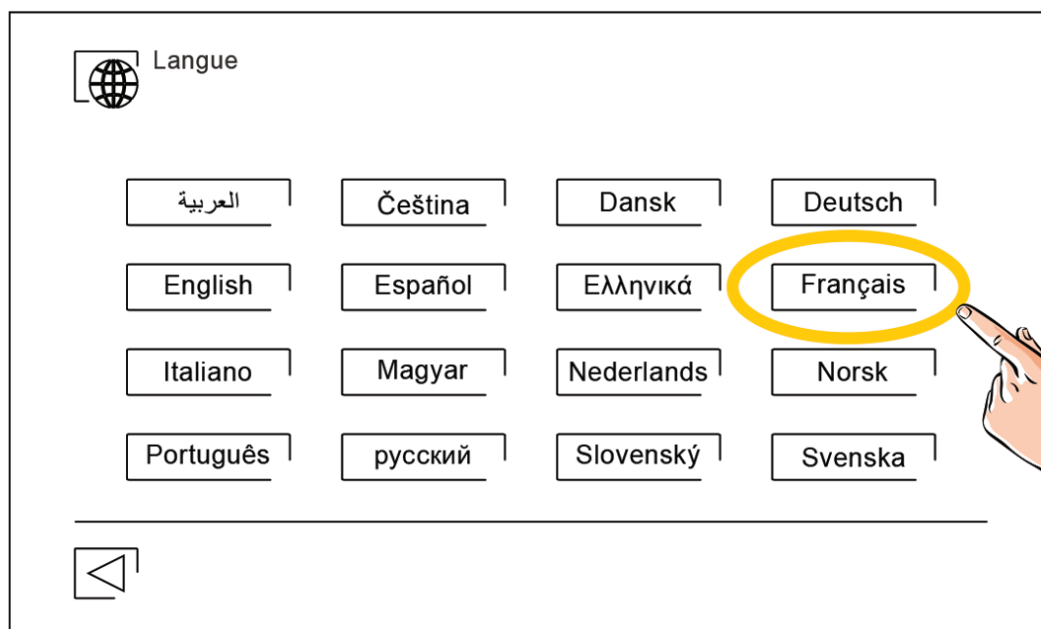 Langue
العربية
Čeština
Dansk
Deutsch
English
Español
Ελληνικά
Français
Italiano
Magyar
Nederlands
Norsk
Português
русский
Slovenský
Svenska